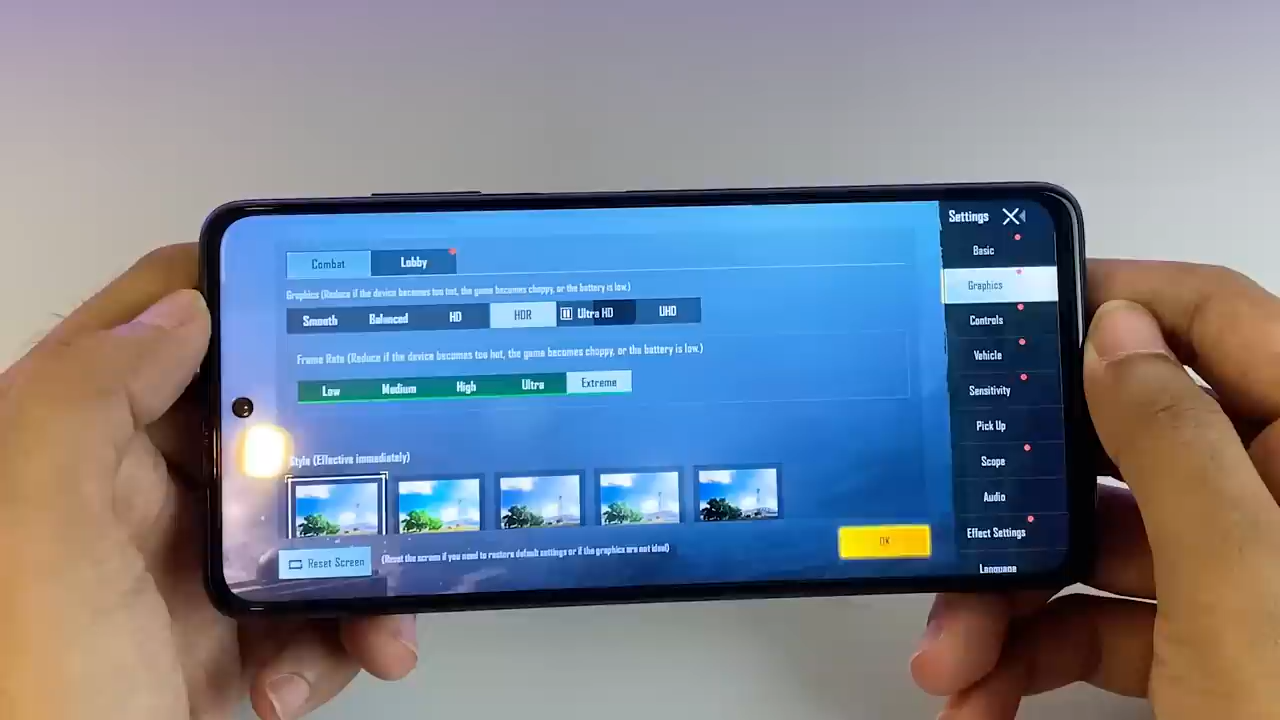 Settings
Combat
Lobby
Basic
Graphics (Reduce if the device becomes too hot, the game becomes choppy, or the battery is low.)
Graphics
Smooth
Balanced
HD
HDR
Ultra HD
UHD
Controls
Frame Rate (Reduce if the device becomes too hot, the game becomes choppy, or the battery is low.)
Vehicle
Low
Medium
High
Ultra
Extreme
Sensitivity
Pick Up
Style (Effective immediately)
Scope
Audio
Effect Settings
OK
Reset Screen
(Reset the screen if you need to restore default settings or if the graphics are not ideal)
Language